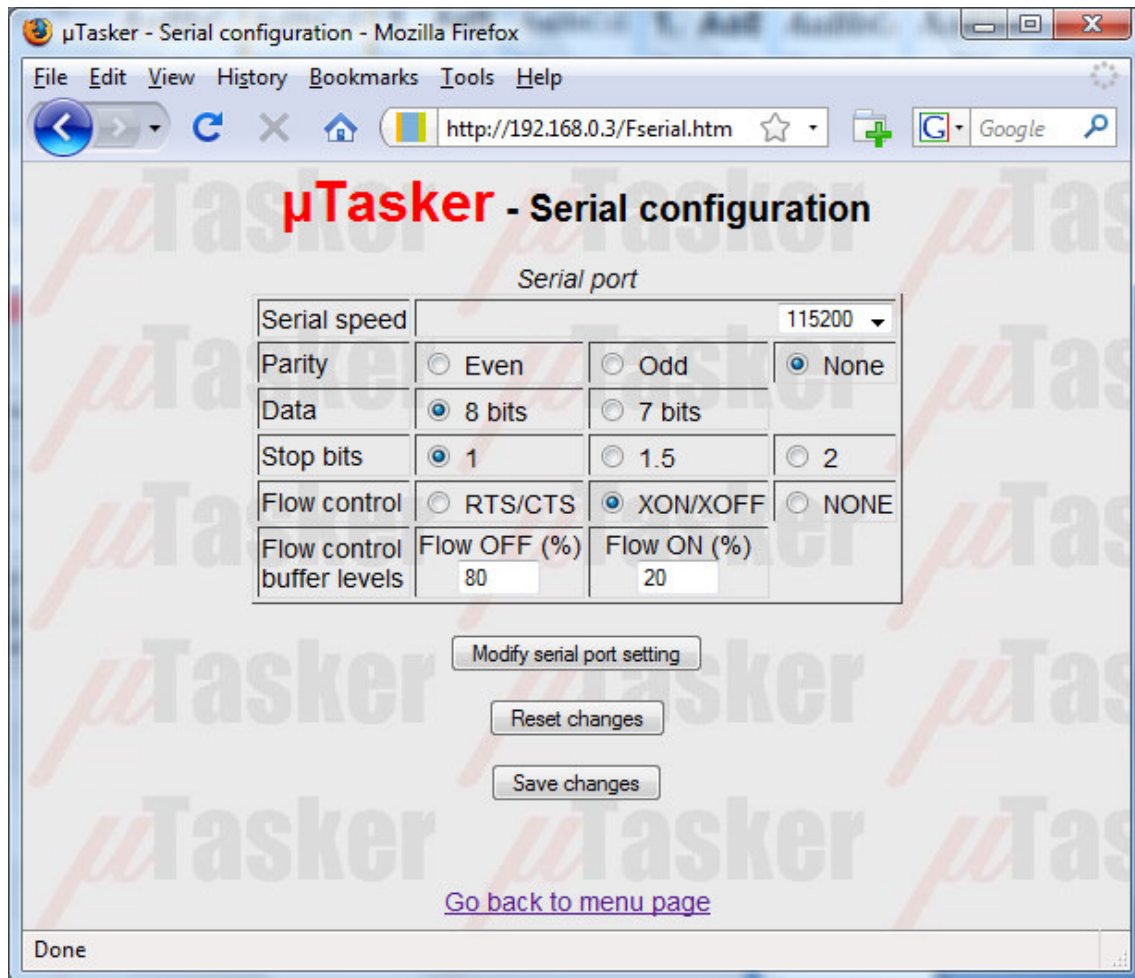 µTasker - Serial configuration - Mozilla Firefox
File Edit View History Bookmarks Tools Help
http://192.168.0.3/Fserial.htm G Google
µTasker - Serial configuration
Serial port
Serial speed 115200
Parity Even Odd None
Data 8 bits 7 bits
Stop bits 1 1.5 2
Flow control RTS/CTS XON/XOFF NONE
Flow control Flow OFF (%) Flow ON (%)
buffer levels 80 20
Modify serial port setting
Reset changes
Save changes
Go back to menu page
Done